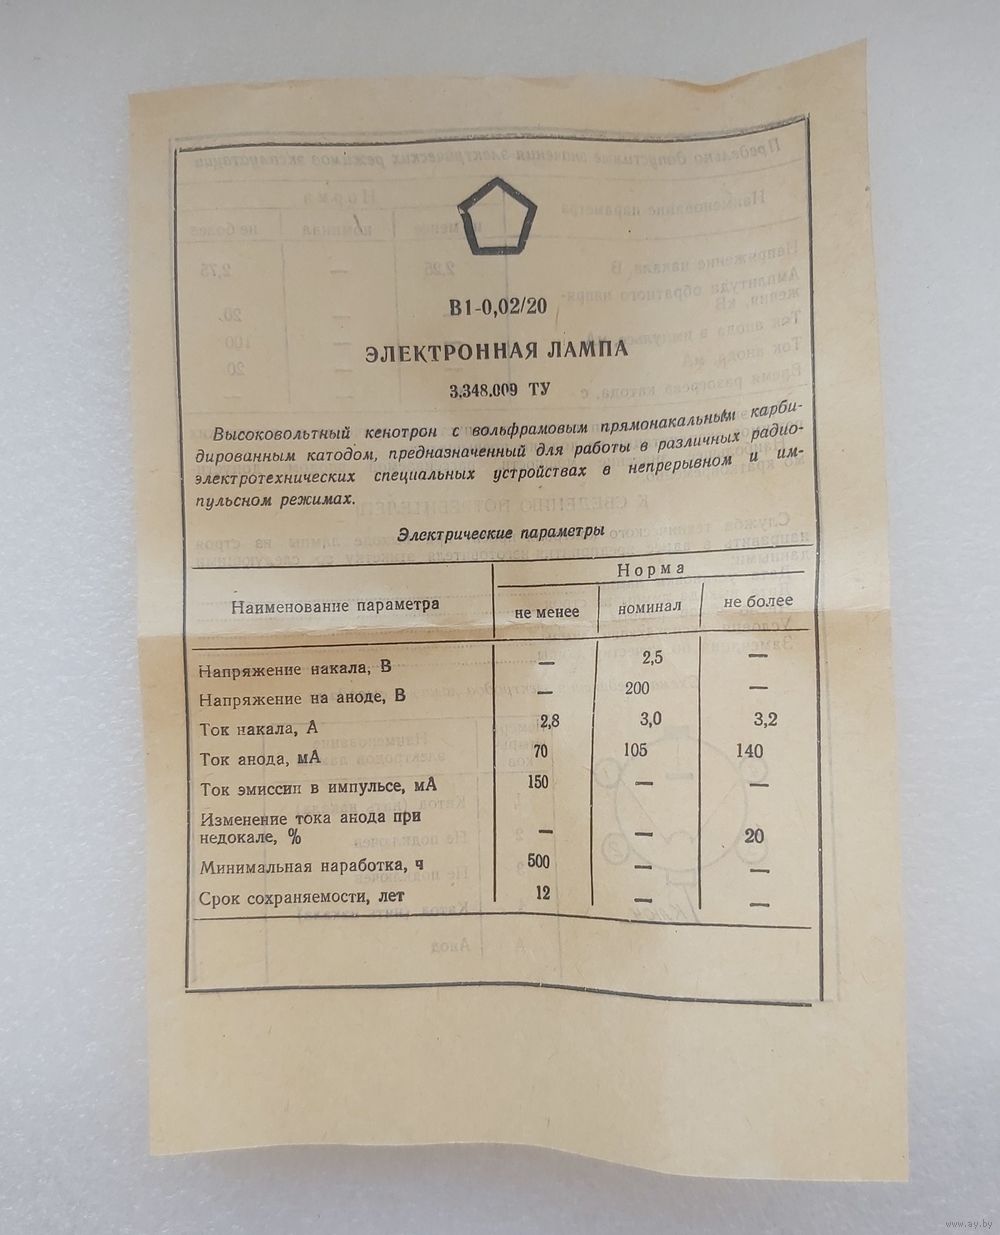 В1-0,02/20
ЭЛЕКТРОННАЯ ЛАМПА
3.348.009 ТУ
Высоковольтный кенотрон с вольфрамовым прямонакальным карби-
дированным катодом, предназначенный для работы в различных радио-
электротехнических специальных устройствах в непрерывном и им-
пульсном режимах.
Электрические параметры
Наименование параметра Норма
не менее номинал не более
Напряжение накала, В — 2,5 —
Напряжение на аноде, В — 200 —
Ток накала, А 2,8 3,0 3,2
Ток анода, мА 70 105 140
Ток эмиссии в импульсе, мА 150 — —
Изменение тока анода при
недокале, % — — 20
Минимальная наработка, ч 500 — —
Срок сохраняемости, лет 12 — —
www.ay.by